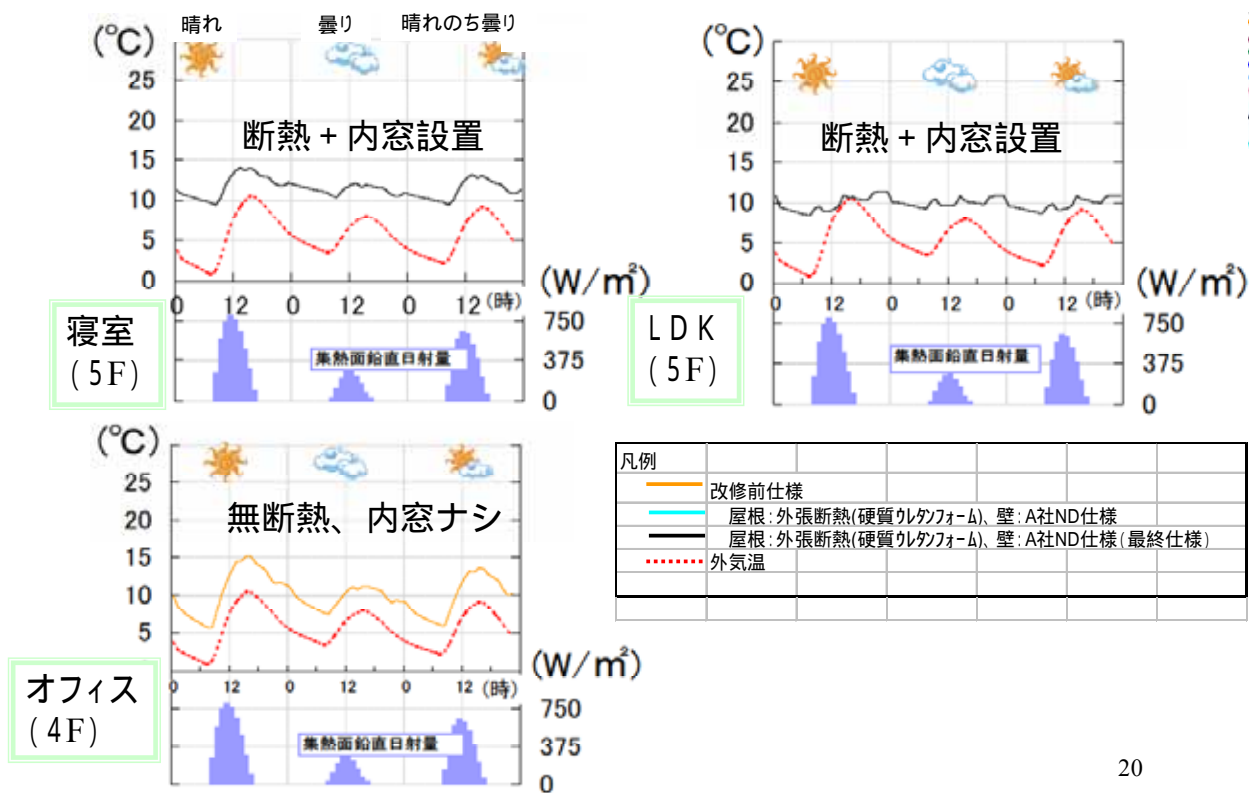 晴れ 曇り 晴れのち曇り
(℃)
25
20
15
10
5
0
断熱+内窓設置
0 12 0 12 0 12 (時)
(W/㎡)
750
375
0
集熱面鉛直日射量
寝室
(5F)
(℃)
25
20
15
10
5
0
断熱+内窓設置
0 12 0 12 0 12 (時)
(W/㎡)
750
375
0
集熱面鉛直日射量
LDK
(5F)
(℃)
25
20
15
10
5
無断熱、内窓ナシ
0 12 0 12 0 12 (時)
(W/㎡)
750
375
0
集熱面鉛直日射量
オフィス
(4F)
凡例
改修前仕様
屋根:外張断熱(硬質ウレタンフォーム)、壁:A社ND仕様
屋根:外張断熱(硬質ウレタンフォーム)、壁:A社ND仕様(最終仕様)
外気温
20